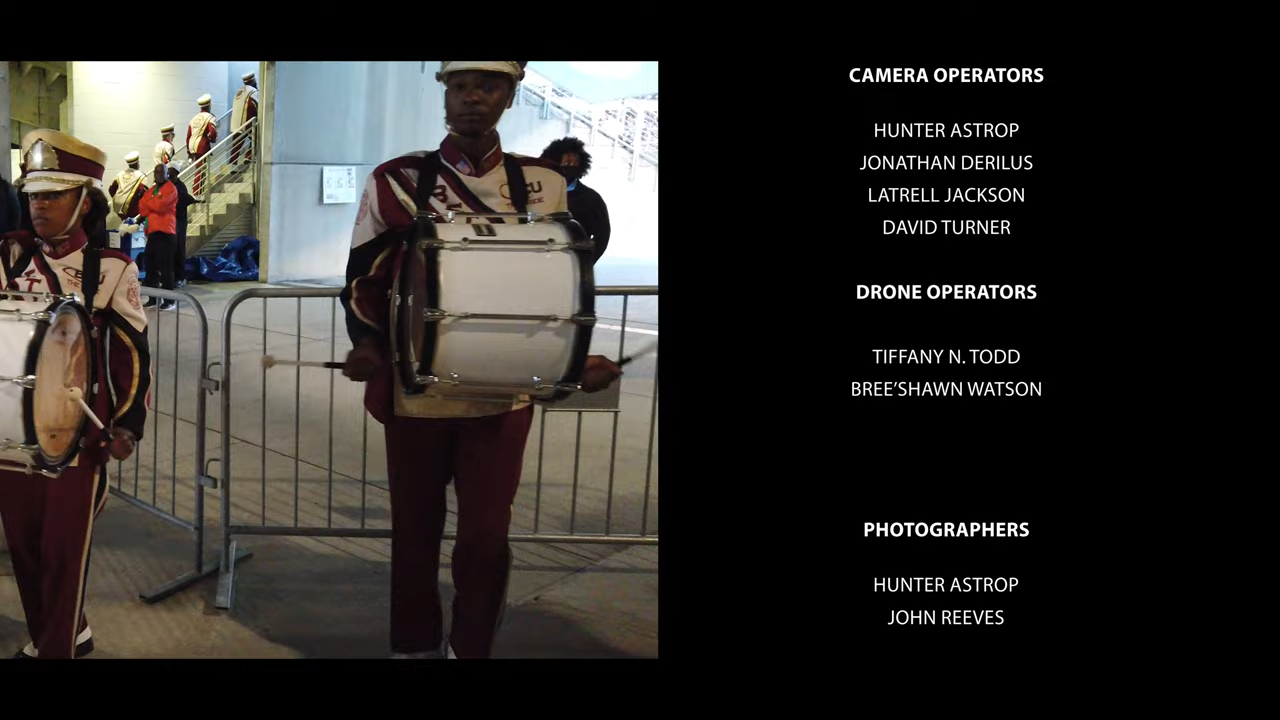 CAMERA OPERATORS
HUNTER ASTROP
JONATHAN DERILUS
LATRELL JACKSON
DAVID TURNER
DRONE OPERATORS
TIFFANY N. TODD
BREE'SHAWN WATSON
PHOTOGRAPHERS
HUNTER ASTROP
JOHN REEVES